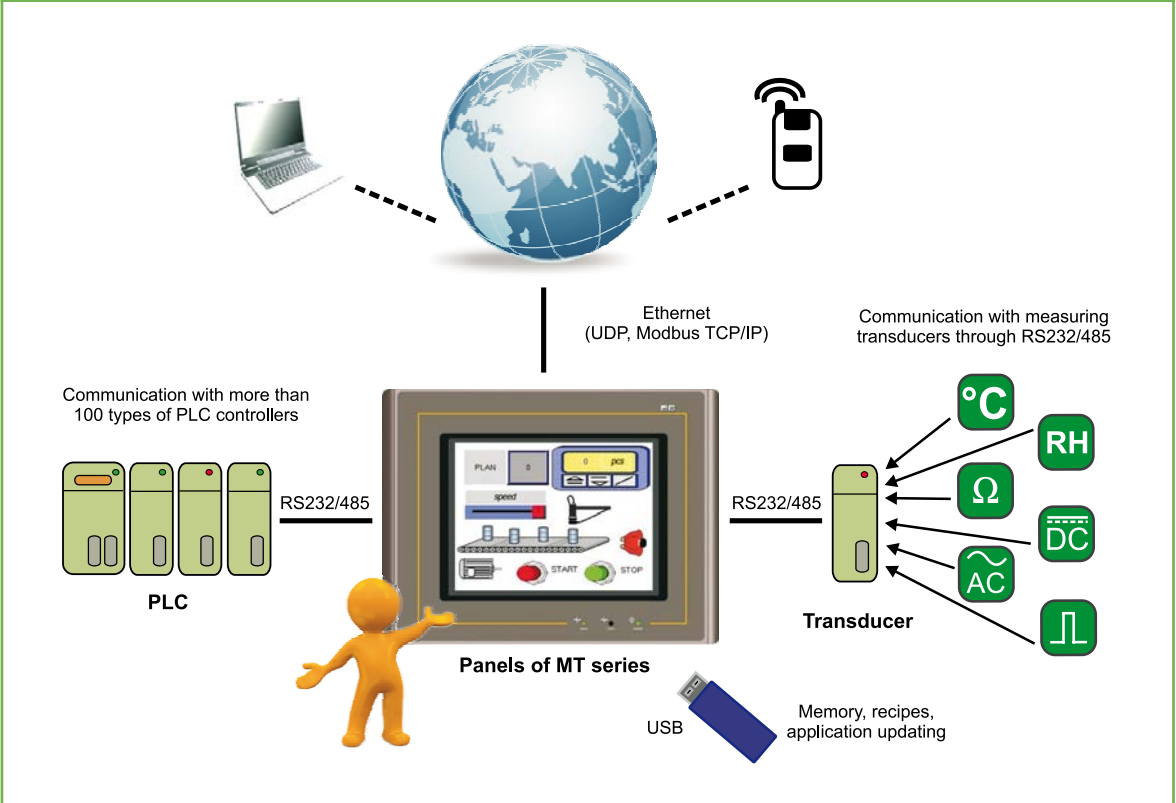 Ethernet
(UDP, Modbus TCP/IP)
Communication with measuring
transducers through RS232/485
Communication with more than
100 types of PLC controllers
°C
RH
Ω
DC
AC
PLAN
0
0 pcs
speed
START
STOP
RS232/485
RS232/485
PLC
Transducer
Panels of MT series
USB
Memory, recipes,
application updating